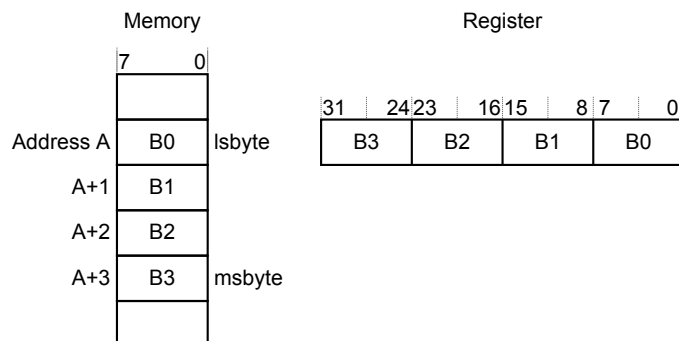 Memory Register
7 0
31 24 23 16 15 8 7 0
Address A B0 lsbyte B3 B2 B1 B0
A+1 B1
A+2 B2
A+3 B3 msbyte